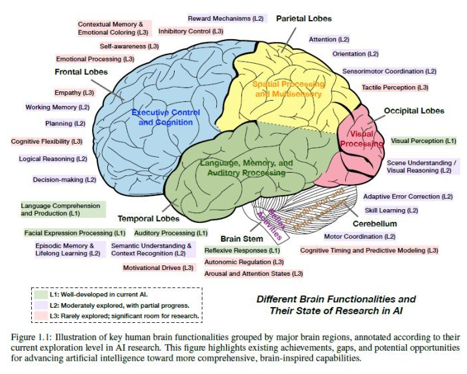 Reward Mechanisms (L2)
Parietal Lobes
Contextual Memory &
Emotional Coloring (L3)
Inhibitory Control (L3)
Attention (L2)
Self-awareness (L3)
Orientation (L2)
Emotional Processing (L3)
Sensorimotor Coordination (L2)
Frontal Lobes
Tactile Perception (L3)
Empathy (L3)
Spatial Processing
and Multisensory
Working Memory (L2)
Occipital Lobes
Planning (L2)
Executive Control
and Cognition
Visual
Processing
Visual Perception (L1)
Cognitive Flexibility (L3)
Logical Reasoning (L2)
Language, Memory, and
Auditory Processing
Scene Understanding /
Visual Reasoning (L2)
Decision-making (L2)
Adaptive Error Correction (L2)
Language Comprehension
and Production (L1)
Skill Learning (L2)
Temporal Lobes
Cerebellum
Facial Expression Processing (L1)
Auditory Processing (L1)
Brain Stem
Motor Coordination (L2)
Episodic Memory &
Lifelong Learning (L2)
Semantic Understanding &
Context Recognition (L2)
Reflexive Responses (L1)
Cognitive Timing and Predictive Modeling (L3)
Autonomic Regulation (L3)
Motivational Drives (L3)
Arousal and Attention States (L3)
L1: Well-developed in current AI.
L2: Moderately explored, with partial progress.
L3: Rarely explored; significant room for research.
Different Brain Functionalities and
Their State of Research in AI
Figure 1.1: Illustration of key human brain functionalities grouped by major brain regions, annotated according to their
current exploration level in AI research. This figure highlights existing achievements, gaps, and potential opportunities
for advancing artificial intelligence toward more comprehensive, brain-inspired capabilities.